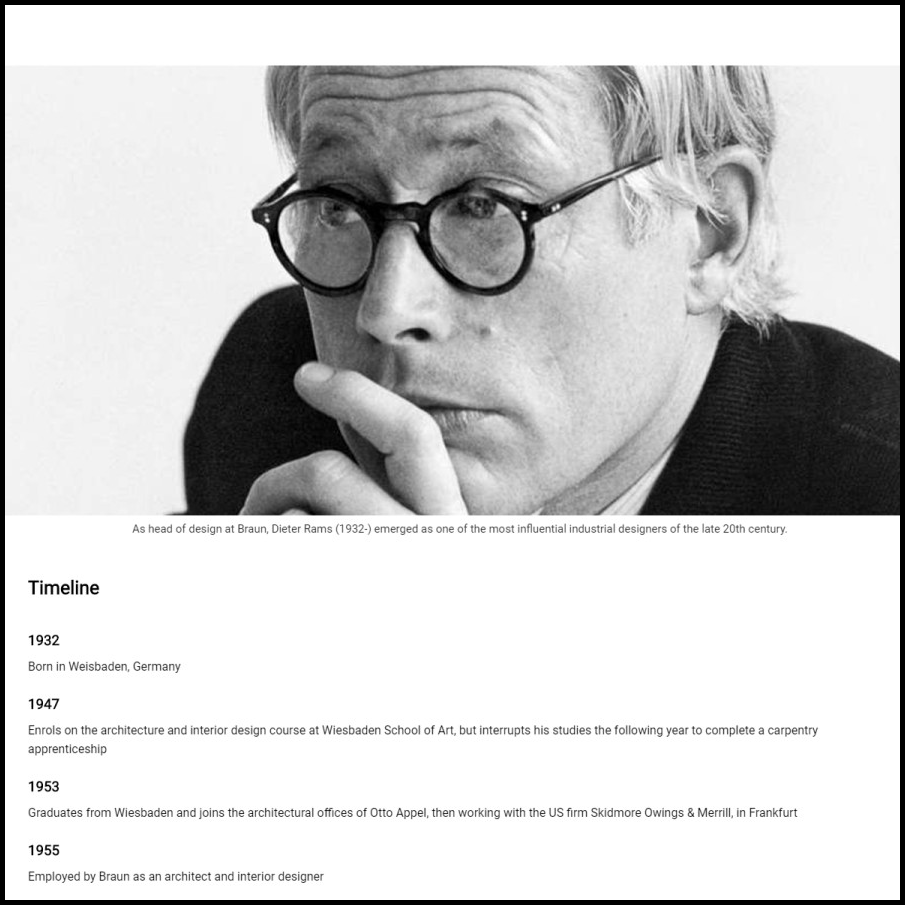 As head of design at Braun, Dieter Rams (1932-) emerged as one of the most influential industrial designers of the late 20th century.
Timeline
1932
Born in Weisbaden, Germany
1947
Enrols on the architecture and interior design course at Wiesbaden School of Art, but interrupts his studies the following year to complete a carpentry
apprenticeship
1953
Graduates from Wiesbaden and joins the architectural offices of Otto Appel, then working with the US firm Skidmore Owings & Merrill, in Frankfurt
1955
Employed by Braun as an architect and interior designer